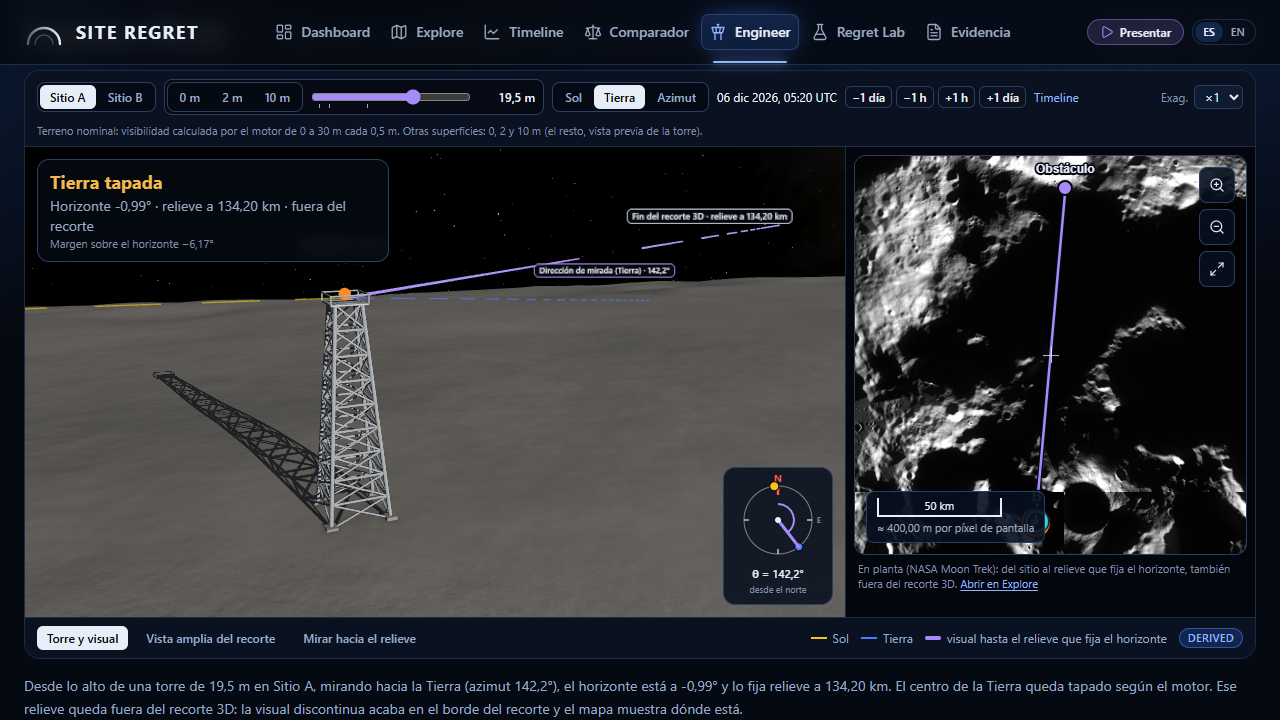 SITE REGRET
Dashboard
Explore
Timeline
Comparador
Engineer
Regret Lab
Evidencia
Presentar
ES EN
Sitio A Sitio B
0 m 2 m 10 m
19,5 m
Sol Tierra Azimut
06 dic 2026, 05:20 UTC
−1 día −1 h +1 h +1 día
Timeline
Exag. ×1
Terreno nominal: visibilidad calculada por el motor de 0 a 30 m cada 0,5 m. Otras superficies: 0, 2 y 10 m (el resto, vista previa de la torre).
Tierra tapada
Horizonte -0,99° · relieve a 134,20 km · fuera del
recorte
Margen sobre el horizonte −6,17°
Fin del recorte 3D · relieve a 134,20 km
Dirección de mirada (Tierra) · 142,2°
N
E
θ = 142,2°
desde el norte
Obstáculo
50 km
≈ 400,00 m por píxel de pantalla
En planta (NASA Moon Trek): del sitio al relieve que fija el horizonte, también
fuera del recorte 3D. Abrir en Explore
Torre y visual Vista amplia del recorte Mirar hacia el relieve
Sol Tierra visual hasta el relieve que fija el horizonte DERIVED
Desde lo alto de una torre de 19,5 m en Sitio A, mirando hacia la Tierra (azimut 142,2°), el horizonte está a -0,99° y lo fija relieve a 134,20 km. El centro de la Tierra queda tapado según el motor. Ese
relieve queda fuera del recorte 3D: la visual discontinua acaba en el borde del recorte y el mapa muestra dónde está.